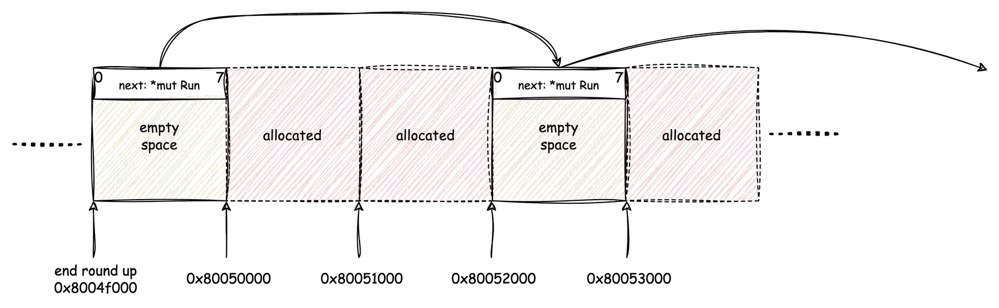 0 7
next: *mut Run
empty
space
allocated
allocated
0 7
next: *mut Run
empty
space
allocated
end round up
0x8004f000
0x80050000
0x80051000
0x80052000
0x80053000